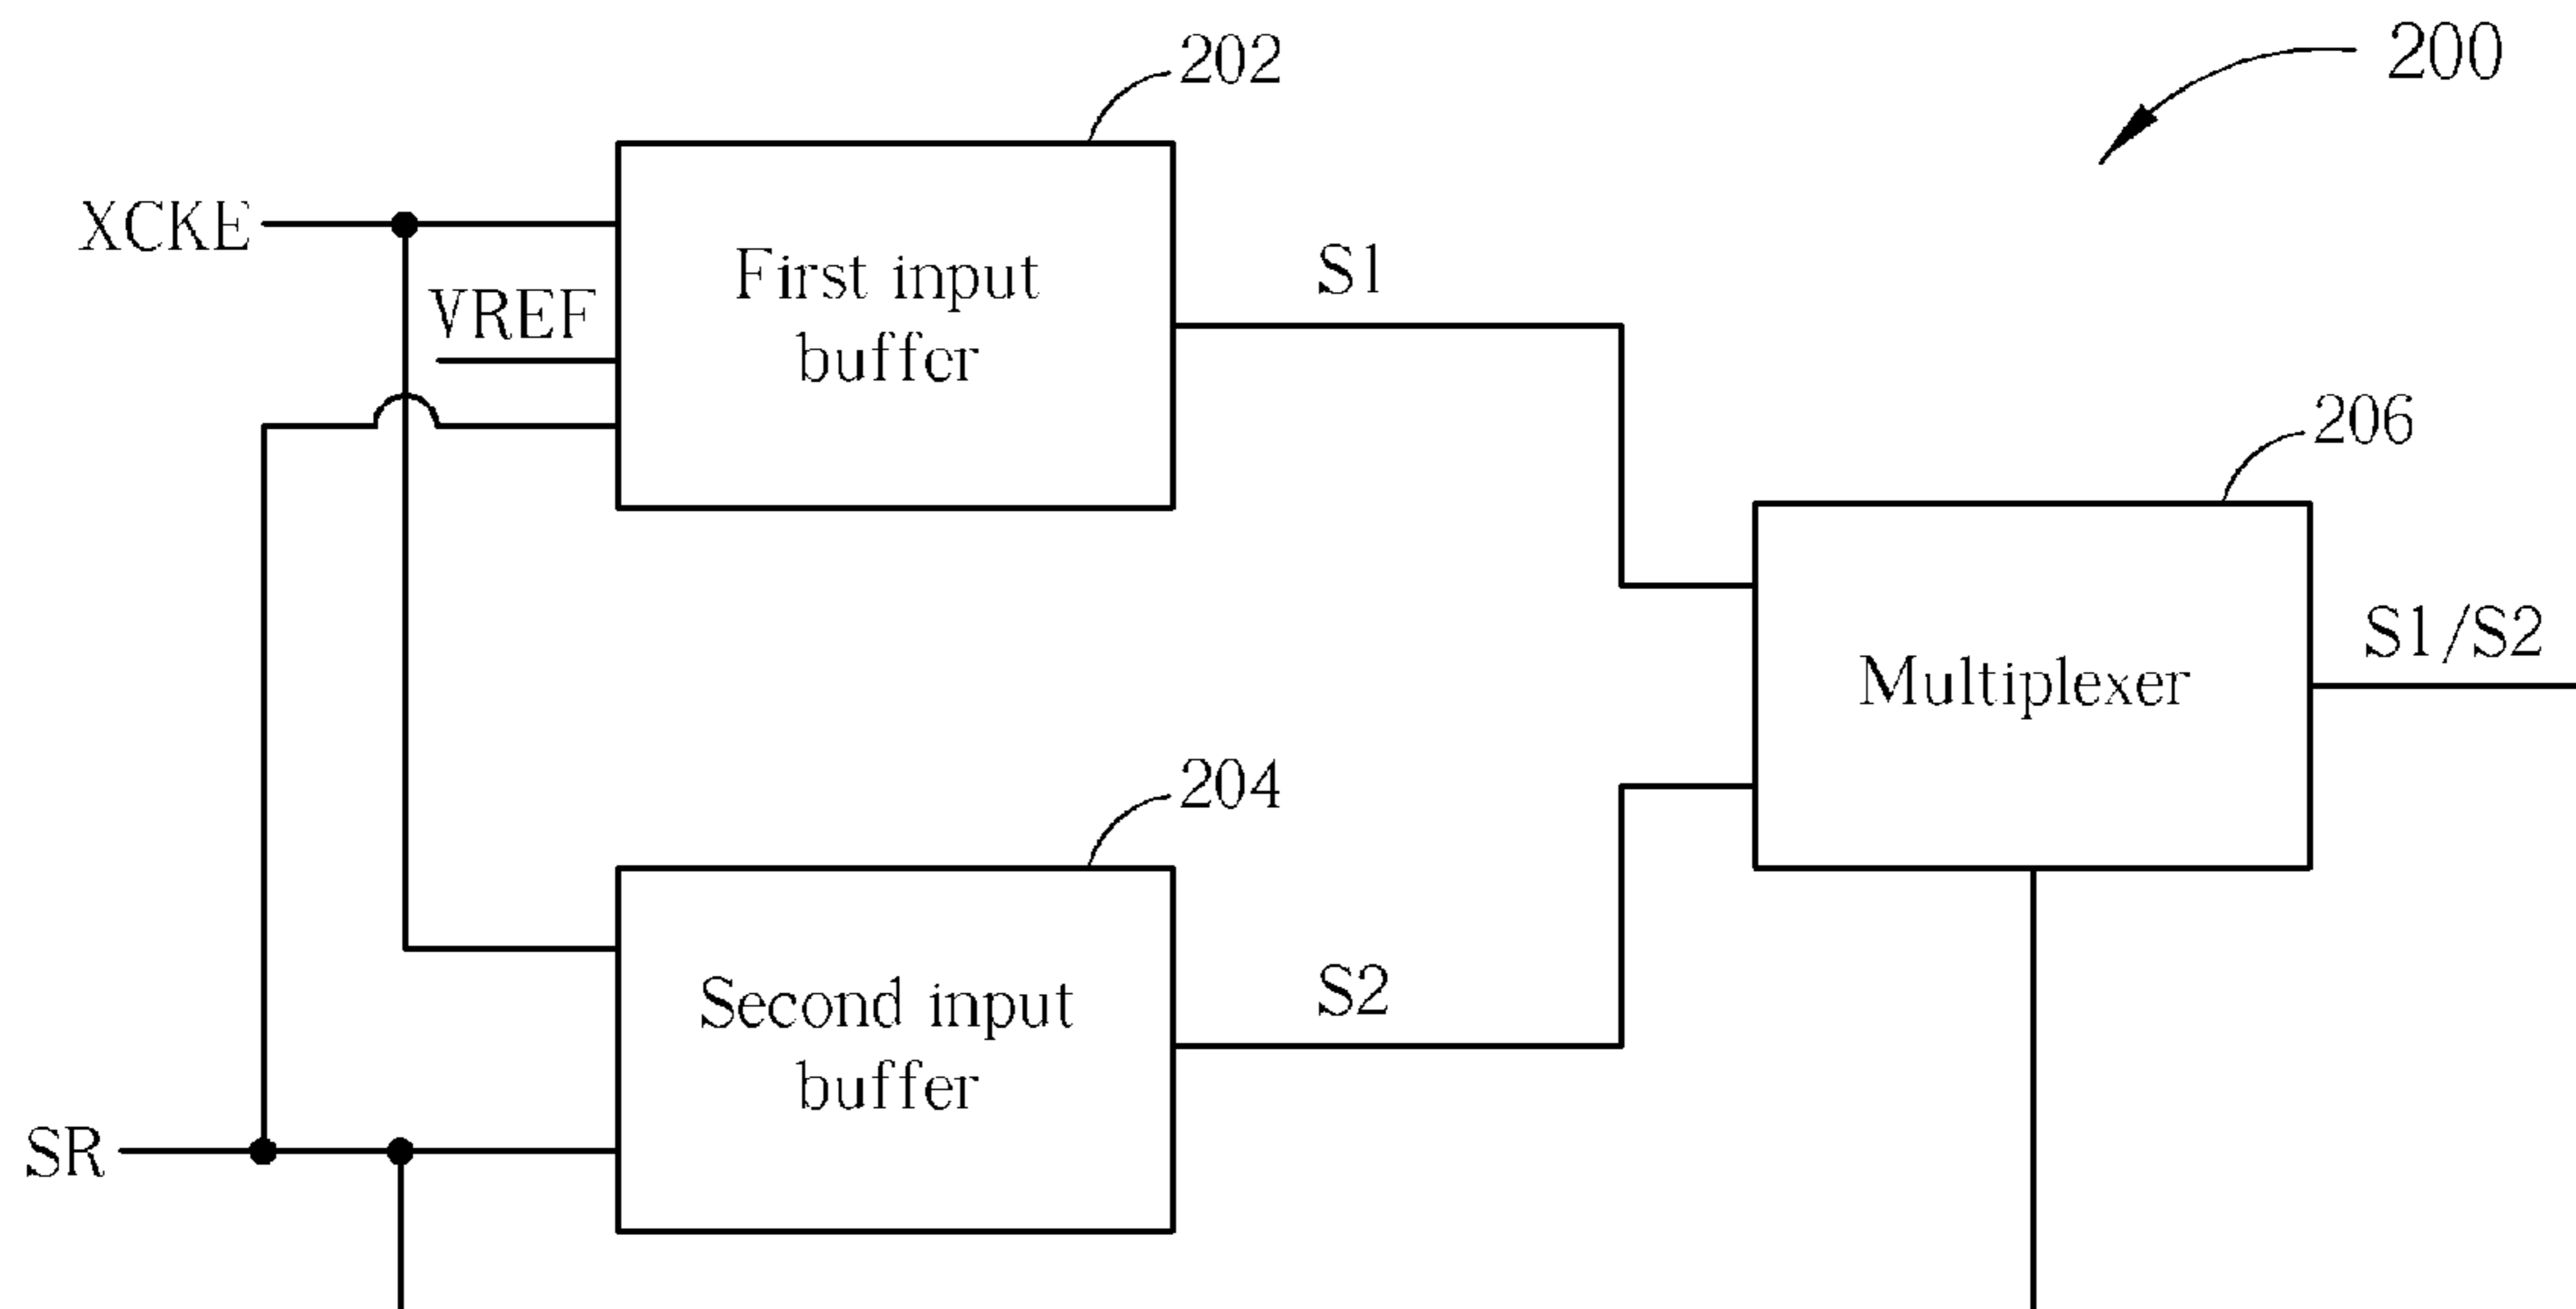 200
202
XCKE
VREF
First input
buffer
S1
206
Multiplexer
S1/S2
204
Second input
buffer
S2
SR